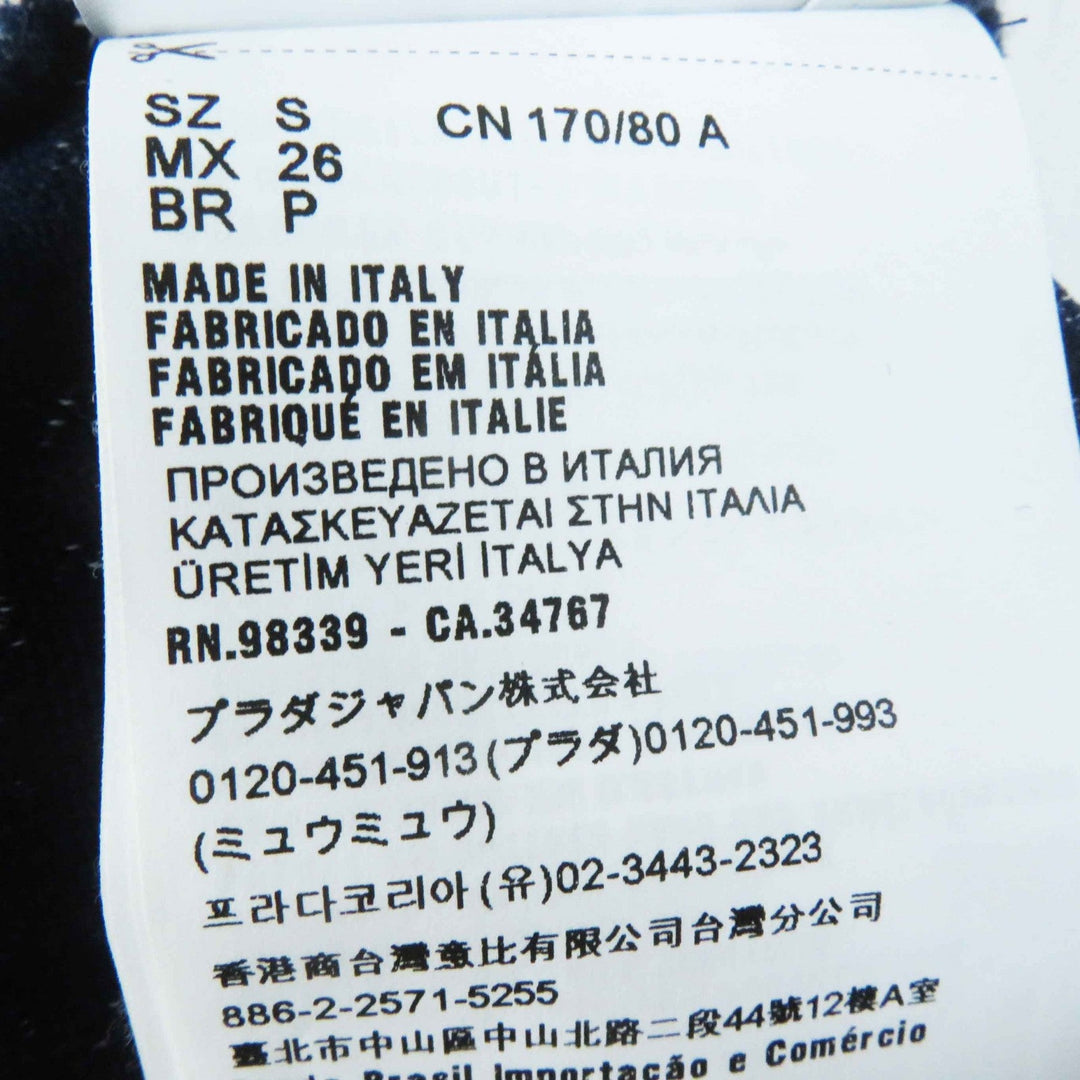 SZ S CN 170/80 A
MX 26
BR P
MADE IN ITALY
FABRICADO EN ITALIA
FABRICADO EM ITÁLIA
FABRIQUÉ EN ITALIE
ПРОИЗВЕДЕНО В ИТАЛИЯ
ΚΑΤΑΣΚΕΥΑΖΕΤΑΙ ΣΤΗΝ ΙΤΑΛΙΑ
ÜRETİM YERİ İTALYA
RN.98339 - CA.34767
プラダジャパン株式会社
0120-451-913(プラダ)0120-451-993
(ミュウミュウ)
프라다코리아(유)02-3443-2323
香港商台灣意比有限公司台灣分公司
886-2-2571-5255
臺北市中山區中山北路二段44號12樓A室
Brasil Importação e Comércio